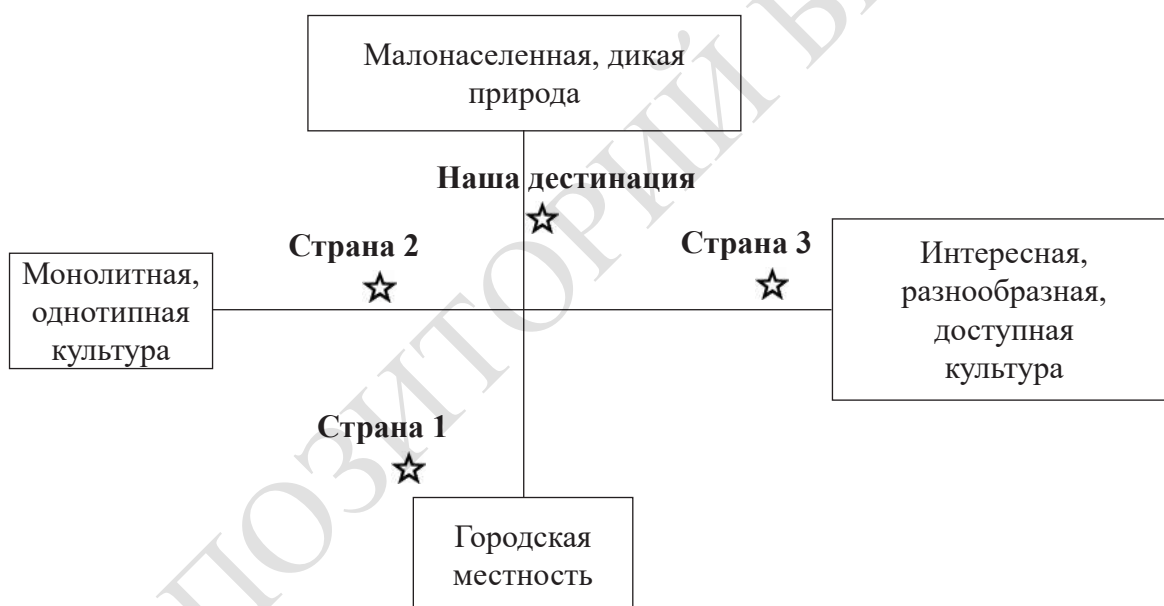 Малонаселенная, дикая
природа
Наша дестинация
Страна 2
Страна 3
Монолитная,
однотипная
культура
Интересная,
разнообразная,
доступная
культура
Страна 1
Городская
местность
ПОЗИТОРИЙ Б